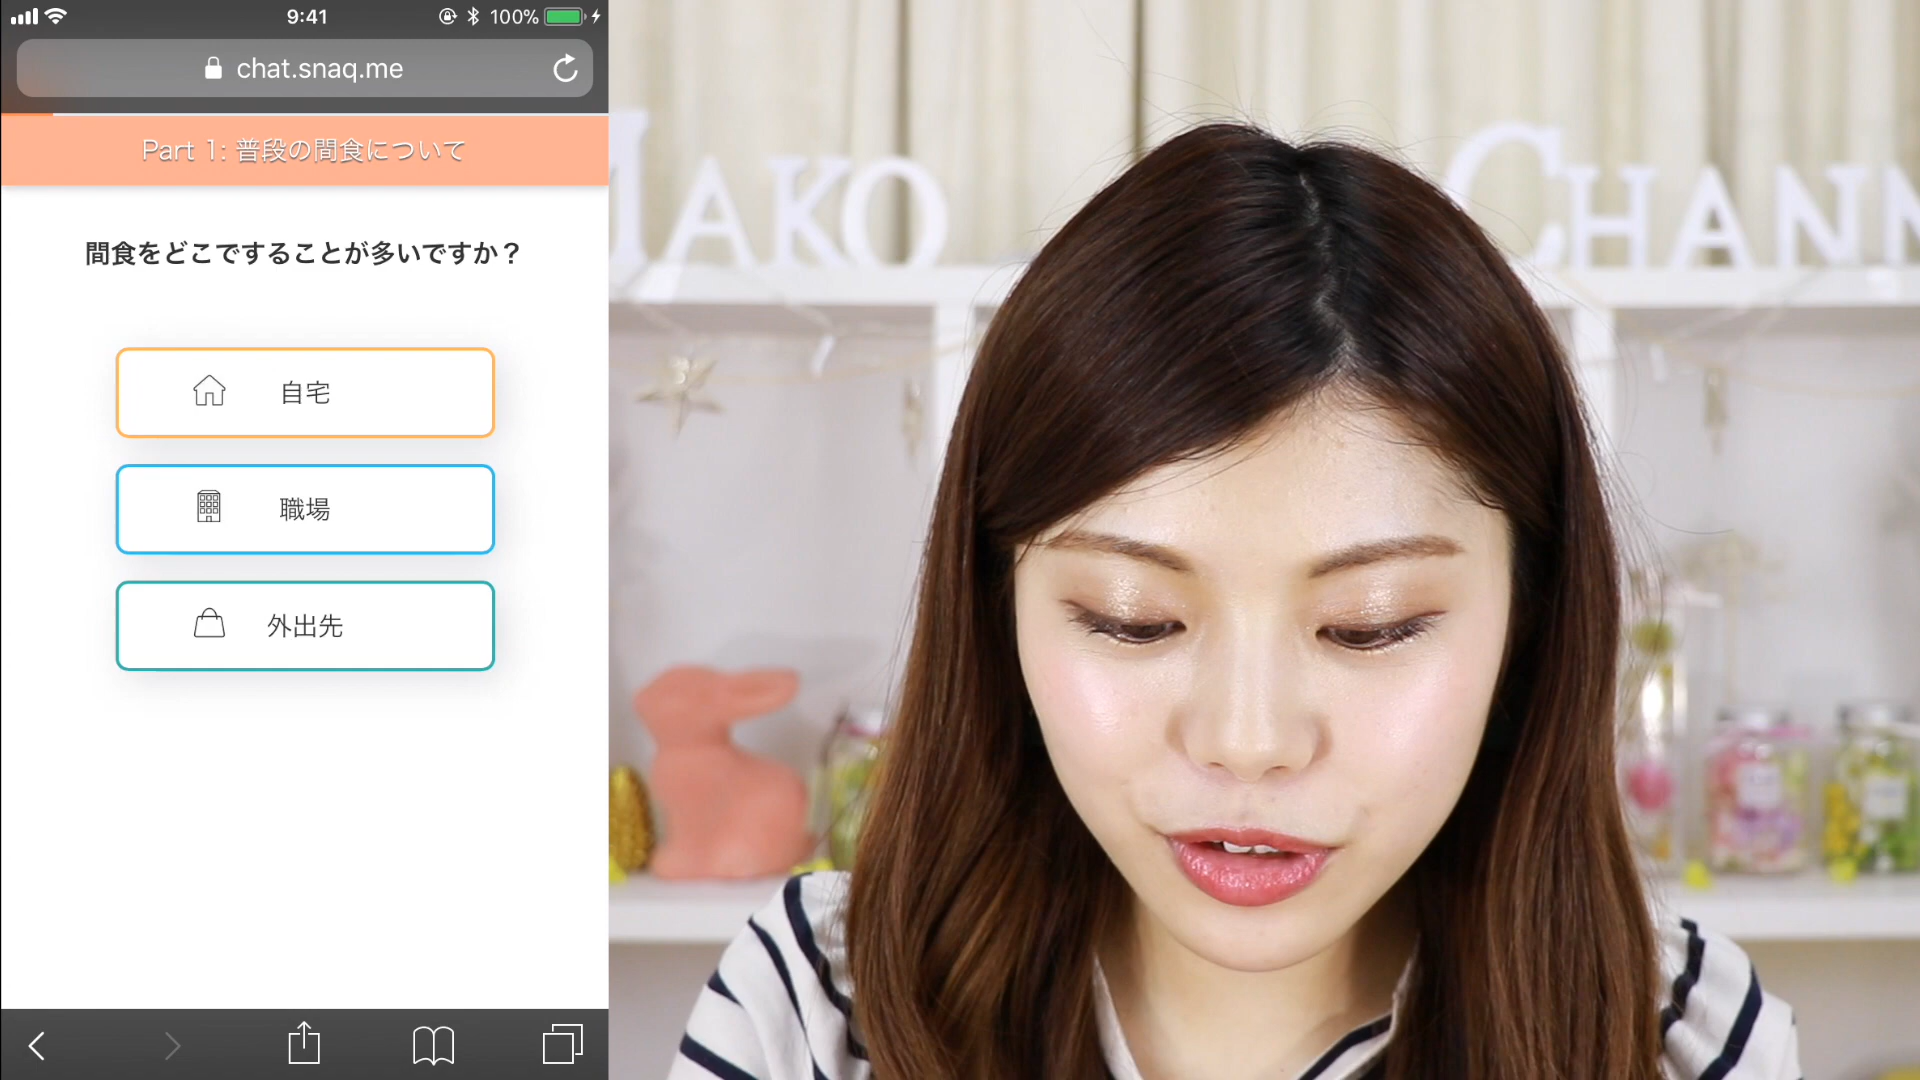 9:41
100%
chat.snaq.me
Part 1: 普段の間食について
間食をどこですることが多いですか？
自宅
職場
外出先
MAKO CHANN